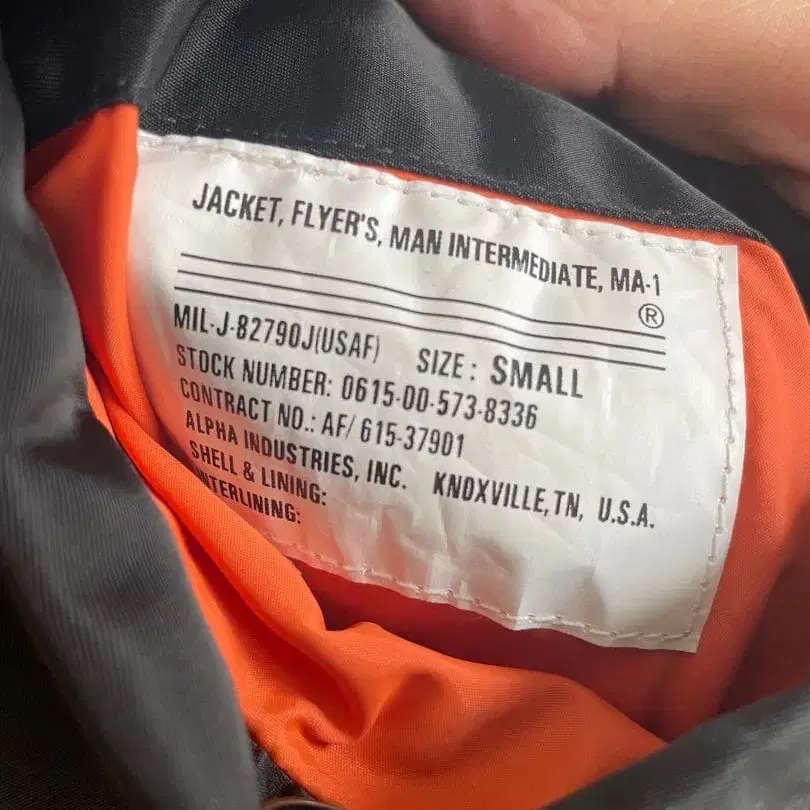 JACKET, FLYER'S, MAN INTERMEDIATE, MA-1
®
MIL-J-82790J(USAF) SIZE: SMALL
STOCK NUMBER: 0615-00-573-8336
CONTRACT NO.: AF/ 615-37901
ALPHA INDUSTRIES, INC. KNOXVILLE, TN, U.S.A.
SHELL & LINING:
INTERLINING: